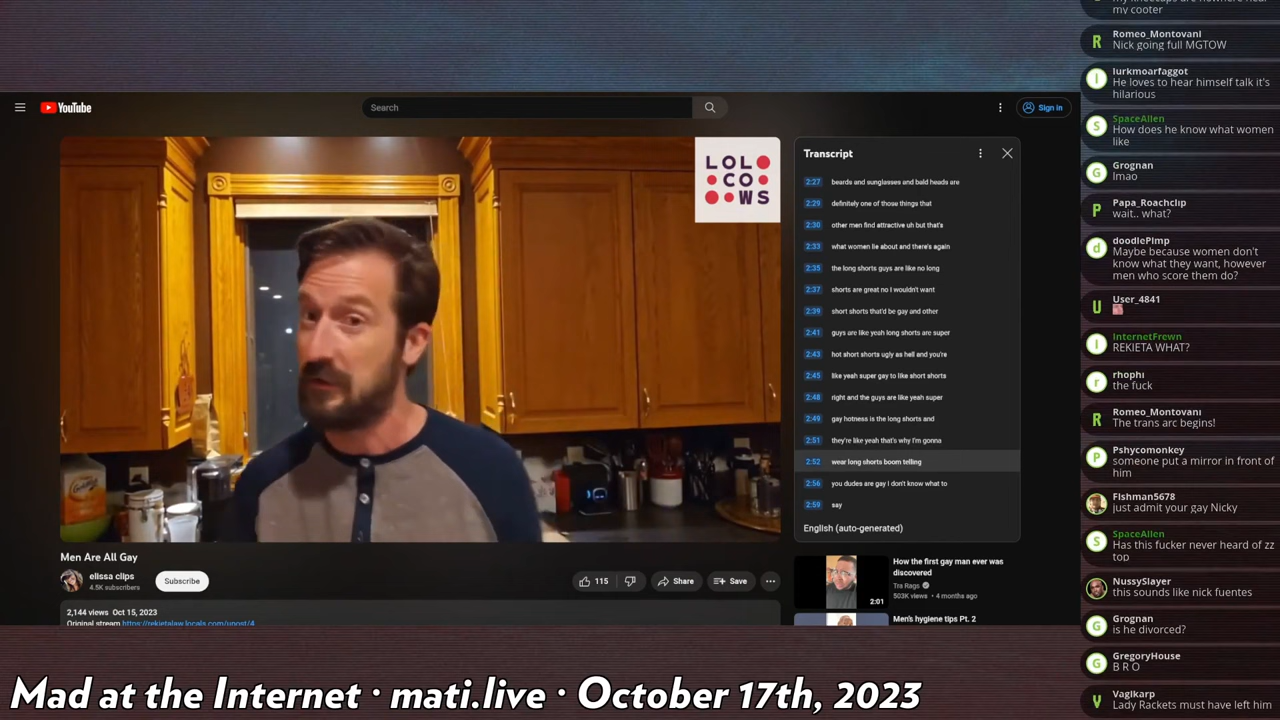 YouTube
Search
Sign in
LOL
CO
WS
Transcript
2:27 beards and sunglasses and bald heads are
2:29 definitely one of those things that
2:30 other men find attractive uh but that's
2:33 what women lie about and there's again
2:35 the long shorts guys are like no long
2:37 shorts are great no I wouldn't want
2:39 short shorts that'd be gay and other
2:41 guys are like yeah long shorts are super
2:43 hot short shorts ugly as hell and you're
2:45 like yeah super gay to like short shorts
2:48 right and the guys are like yeah super
2:49 gay hotness is the long shorts and
2:51 they're like yeah that's why I'm gonna
2:52 wear long shorts boom telling
2:56 you dudes are gay I don't know what to
2:59 say
English (auto-generated)
Men Are All Gay
elissa clips
4.5K subscribers
Subscribe
115
Share
Save
2,144 views Oct 15, 2023
Original stream https://rekietalaw.locals.com/upost/4
How the first gay man ever was
discovered
Tra Rags
503K views • 4 months ago
2:01
Men's hygiene tips Pt. 2
my cooter
Romeo_Montovani
Nick going full MGTOW
lurkmoarfaggot
He loves to hear himself talk it's
hilarious
SpaceAllen
How does he know what women
like
Grognan
lmao
Papa_Roachclip
wait.. what?
doodlePimp
Maybe because women don't
know what they want, however
men who score them do?
User_4841
InternetFrewn
REKIETA WHAT?
rhophi
the fuck
Romeo_Montovani
The trans arc begins!
Pshycomonkey
someone put a mirror in front of
him
Fishman5678
just admit your gay Nicky
SpaceAllen
Has this fucker never heard of zz
top
NussySlayer
this sounds like nick fuentes
Grognan
is he divorced?
GregoryHouse
B R O
Vagikarp
Lady Rackets must have left him
Mad at the Internet · mati.live · October 17th, 2023